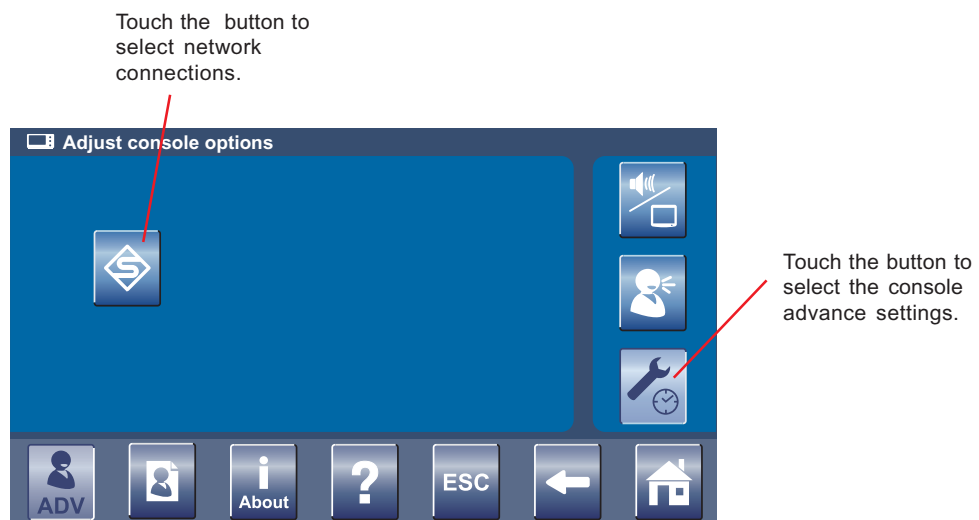 Touch the button to
select network
connections.
Adjust console options
S
Touch the button to
select the console
advance settings.
ADV
i
About
?
ESC